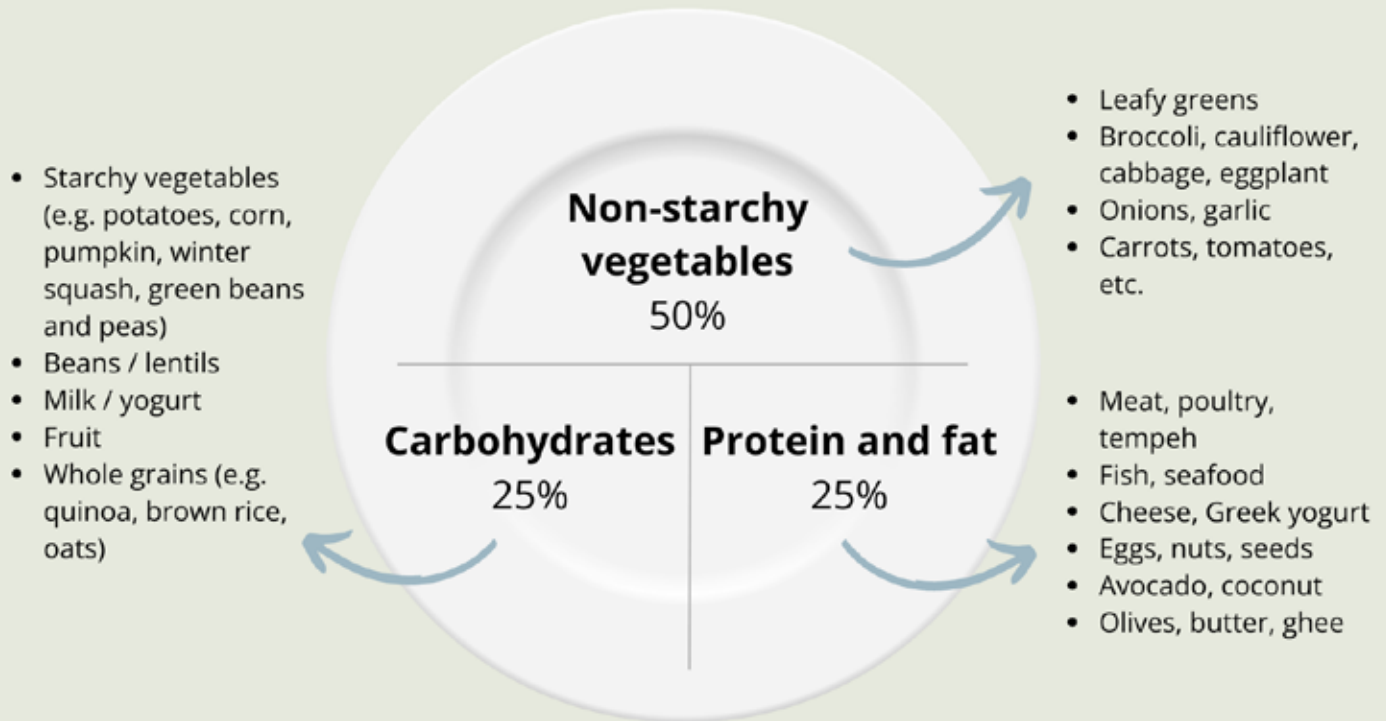 Non-starchy
vegetables
50%
Carbohydrates
25%
Protein and fat
25%
• Starchy vegetables
(e.g. potatoes, corn,
pumpkin, winter
squash, green beans
and peas)
• Beans / lentils
• Milk / yogurt
• Fruit
• Whole grains (e.g.
quinoa, brown rice,
oats)
• Leafy greens
• Broccoli, cauliflower,
cabbage, eggplant
• Onions, garlic
• Carrots, tomatoes,
etc.
• Meat, poultry,
tempeh
• Fish, seafood
• Cheese, Greek yogurt
• Eggs, nuts, seeds
• Avocado, coconut
• Olives, butter, ghee